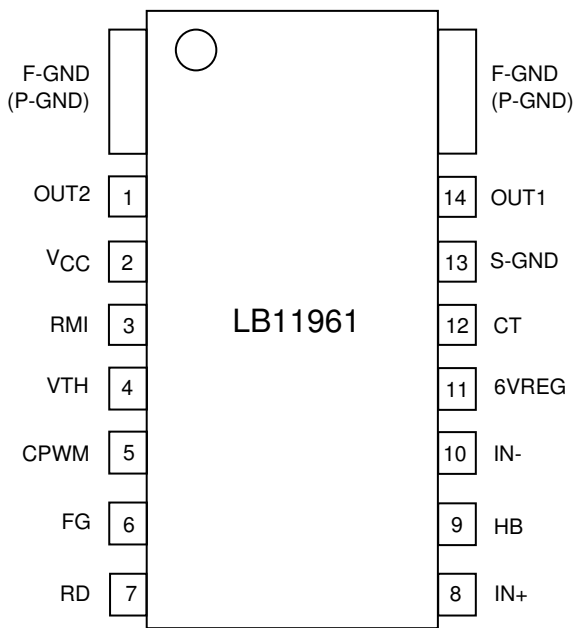 F-GND
(P-GND)
F-GND
(P-GND)
OUT2 1 14 OUT1
VCC 2 13 S-GND
RMI 3 LB11961 12 CT
VTH 4 11 6VREG
CPWM 5 10 IN-
FG 6 9 HB
RD 7 8 IN+